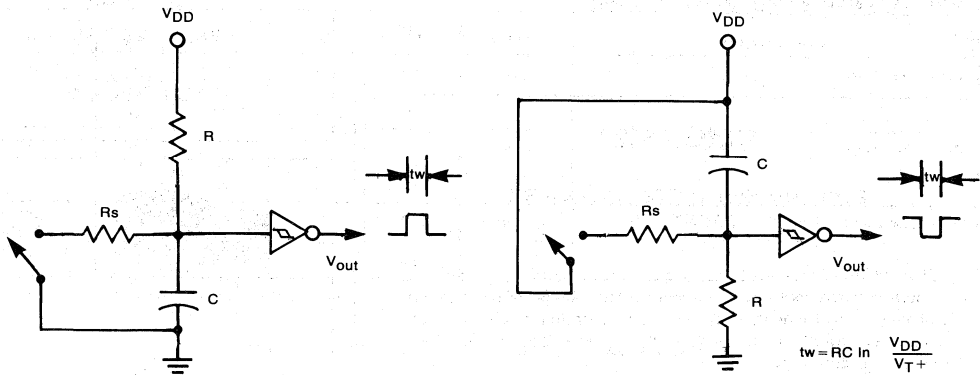 VDD
R
tw
Rs
Vout
C
VDD
C
tw
Rs
Vout
R
tw = RC ln VDD
VT+